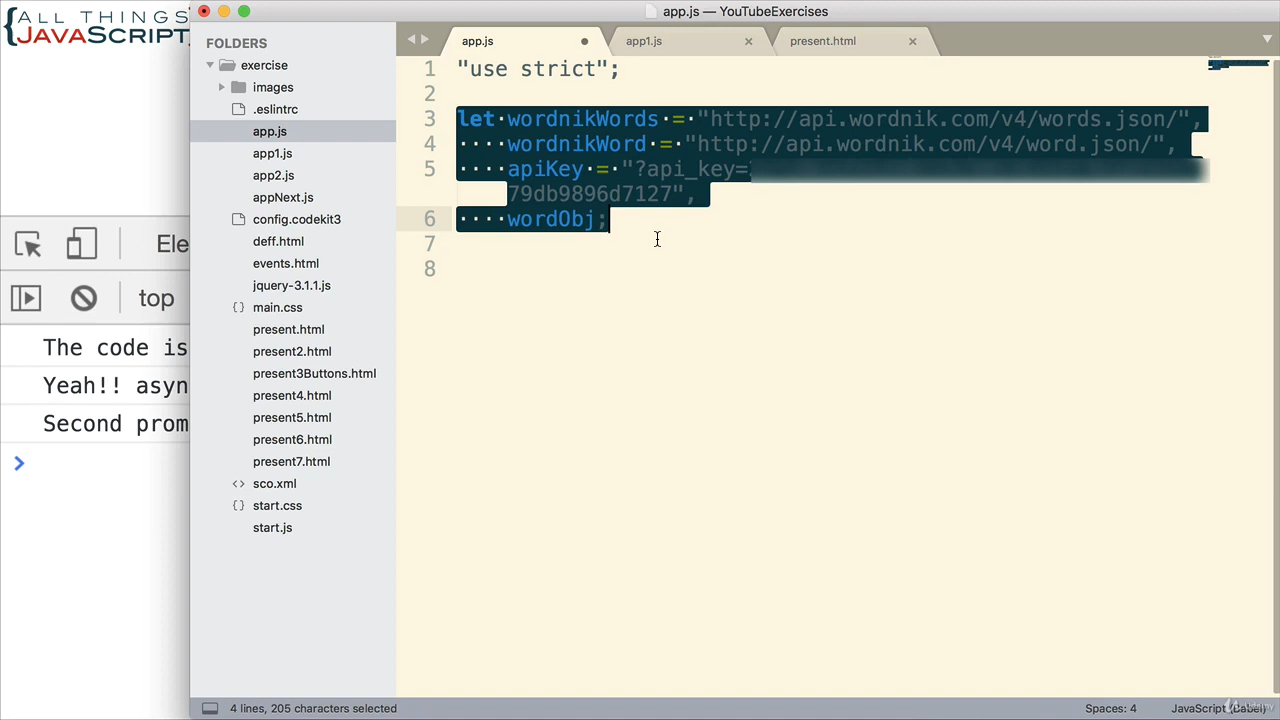 {ALL THINGS
JAVASCRIPT
app.js — YouTubeExercises
FOLDERS
exercise
images
.eslintrc
app.js
app1.js
app2.js
appNext.js
config.codekit3
deff.html
events.html
jquery-3.1.1.js
{} main.css
present.html
present2.html
present3Buttons.html
present4.html
present5.html
present6.html
present7.html
<> sco.xml
{} start.css
start.js
app.js
app1.js
present.html
1 "use strict";
2
3 let wordnikWords = "http://api.wordnik.com/v4/words.json/",
4 wordnikWord = "http://api.wordnik.com/v4/word.json/",
5 apiKey = "?api_key=
79db9896d7127",
6 wordObj;
7
8
Ele
top
The code is
Yeah!! asyn
Second prom
>
4 lines, 205 characters selected
Spaces: 4
JavaScript (Babel)